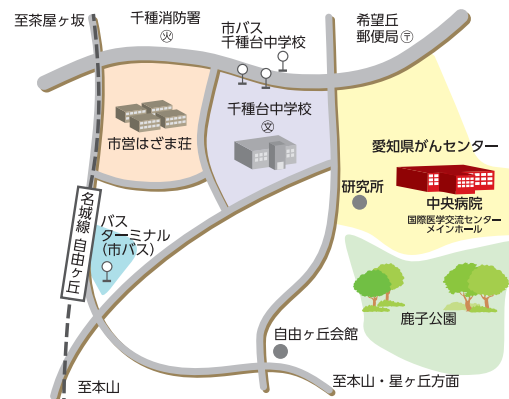 至茶屋ヶ坂
千種消防署
火
市バス
千種台中学校
希望丘
郵便局〒
千種台中学校
文
市営はざま荘
愛知県がんセンター
中央病院
国際医学交流センター
メインホール
研究所
名城線 自由ヶ丘
バス
ターミナル
（市バス）
鹿子公園
自由ヶ丘会館
至本山
至本山・星ヶ丘方面